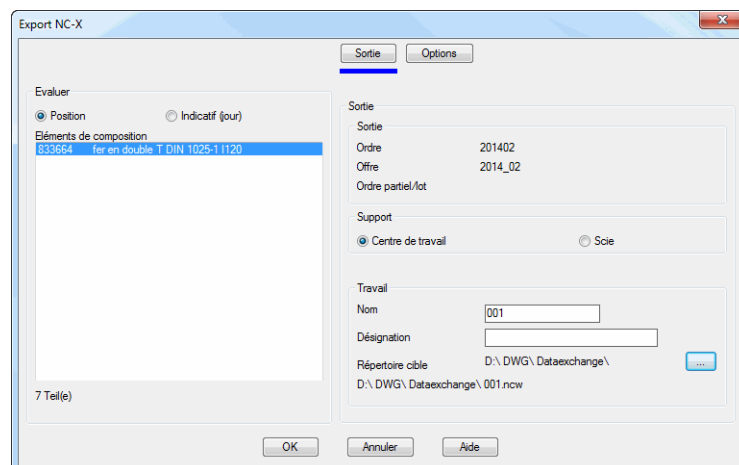 Export NC-X
Sortie
Options
Evaluer
Position
Indicatif (jour)
Eléments de composition
833664 fer en double T DIN 1025-1 I120
7 Teil(e)
Sortie
Sortie
Ordre 201402
Offre 2014_02
Ordre partiel/lot
Support
Centre de travail
Scie
Travail
Nom 001
Désignation
Répertoire cible D:\ DWG\ Dataexchange\ ...
D:\ DWG\ Dataexchange\ 001.ncw
OK
Annuler
Aide